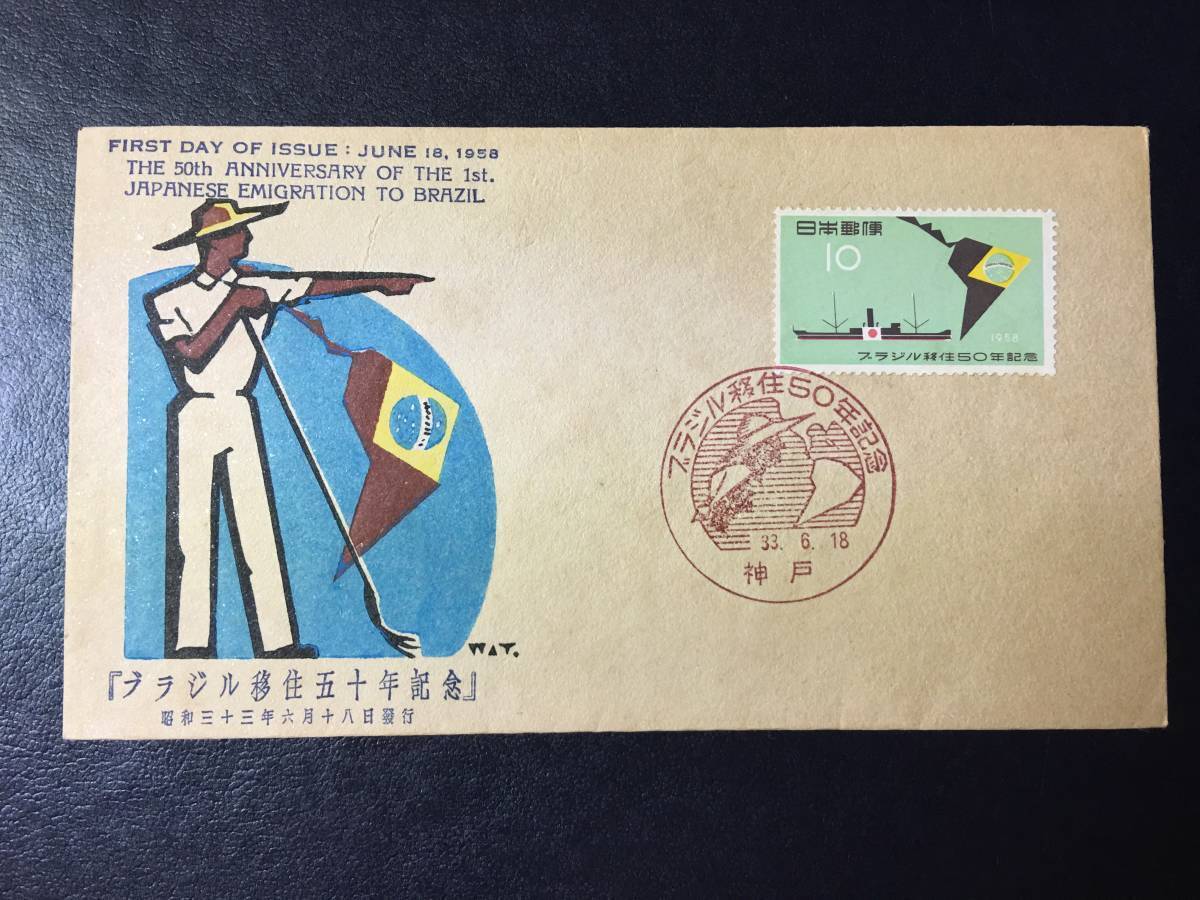 FIRST DAY OF ISSUE : JUNE 18, 1958
THE 50th ANNIVERSARY OF THE 1st.
JAPANESE EMIGRATION TO BRAZIL
日本郵便
10
1958
ブラジル移住50年記念
ブラジル移住50年記念
33. 6. 18
神戸
WAY.
『ブラジル移住五十年記念』
昭和三十三年六月十八日發行